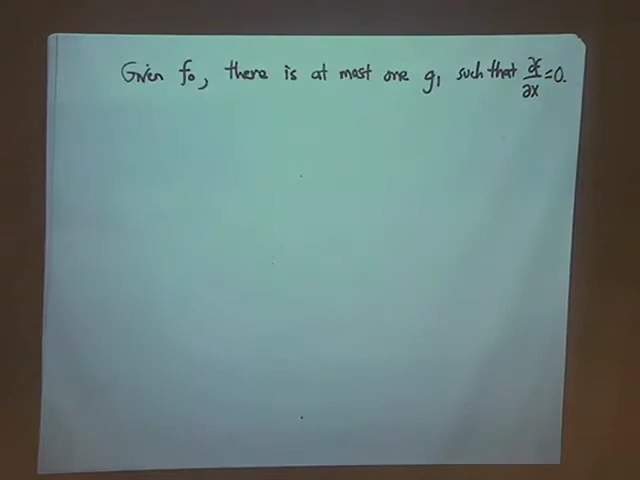 Given f₀, there is at most one g₁ such that ∂f/∂x = 0.